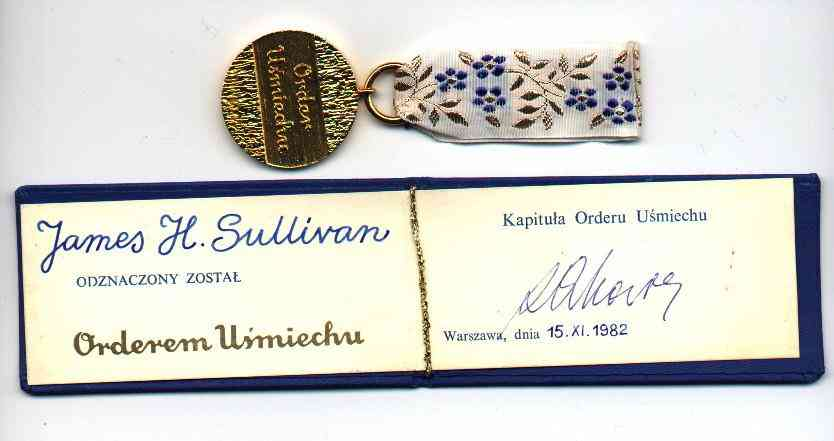 Order
Uśmiechu
James H. Sullivan
ODZNACZONY ZOSTAŁ
Orderem Uśmiechu
Kapituła Orderu Uśmiechu
Warszawa, dnia 15.XI.1982